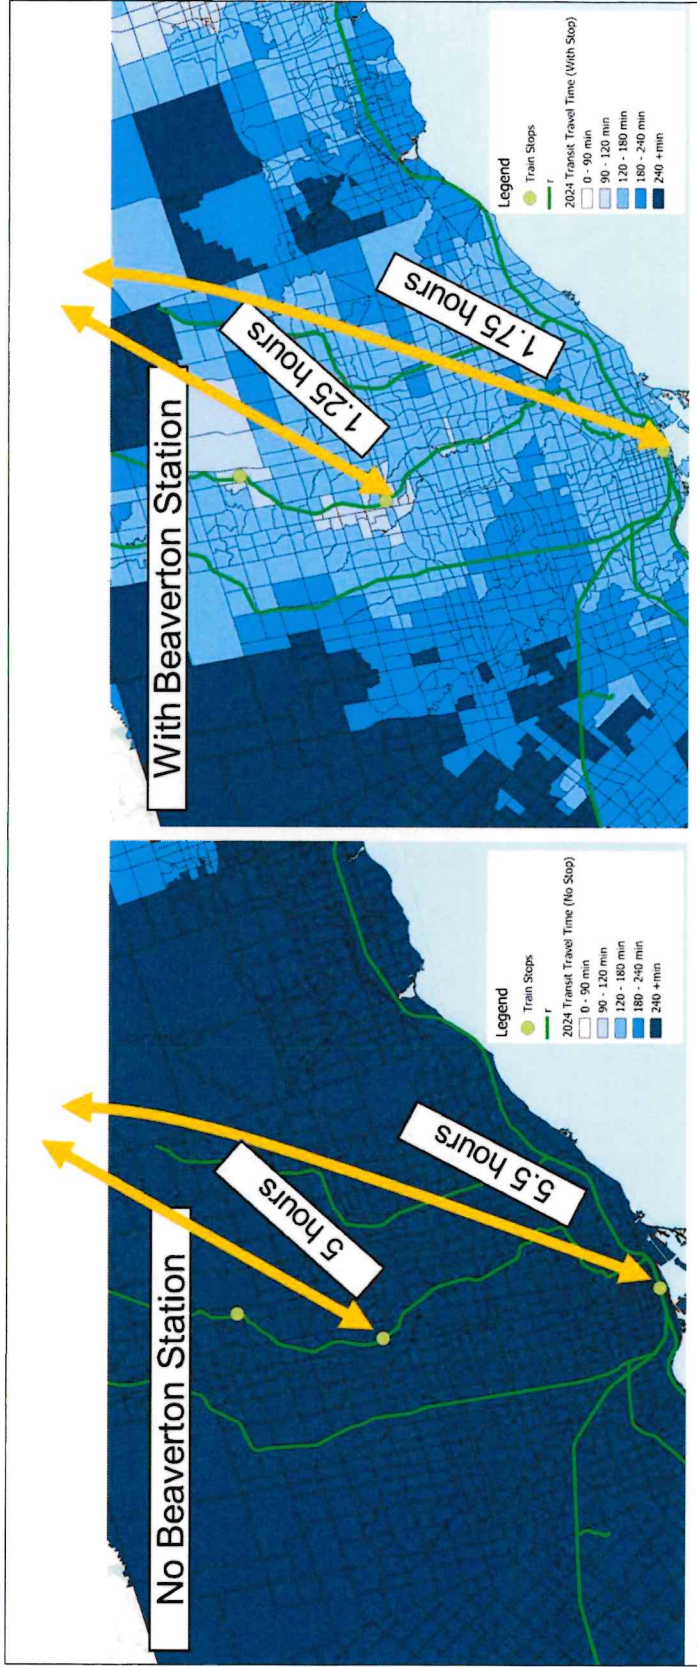 No Beaverton Station
5 hours
5.5 hours
Legend
Train Stops
r
2024 Transit Travel Time (No Stop)
0 - 90 min
90 - 120 min
120 - 180 min
180 - 240 min
240 +min
With Beaverton Station
1.25 hours
1.75 hours
Legend
Train Stops
r
2024 Transit Travel Time (With Stop)
0 - 90 min
90 - 120 min
120 - 180 min
180 - 240 min
240 +min